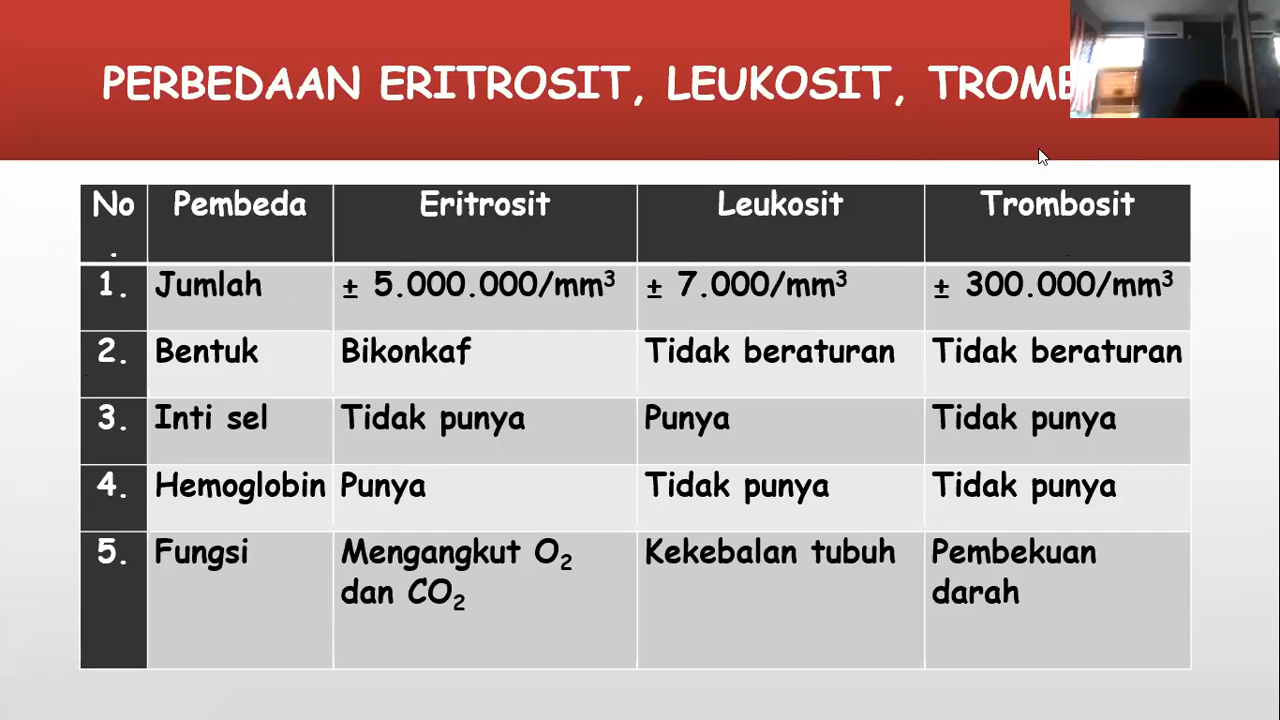 PERBEDAAN ERITROSIT, LEUKOSIT,
No. Pembeda Eritrosit Leukosit Trombosit
1. Jumlah ± 5.000.000/mm³ ± 7.000/mm³ ± 300.000/mm³
2. Bentuk Bikonkaf Tidak beraturan Tidak beraturan
3. Inti sel Tidak punya Punya Tidak punya
4. Hemoglobin Punya Tidak punya Tidak punya
5. Fungsi Mengangkut O₂ Kekebalan tubuh Pembekuan
dan CO₂ darah